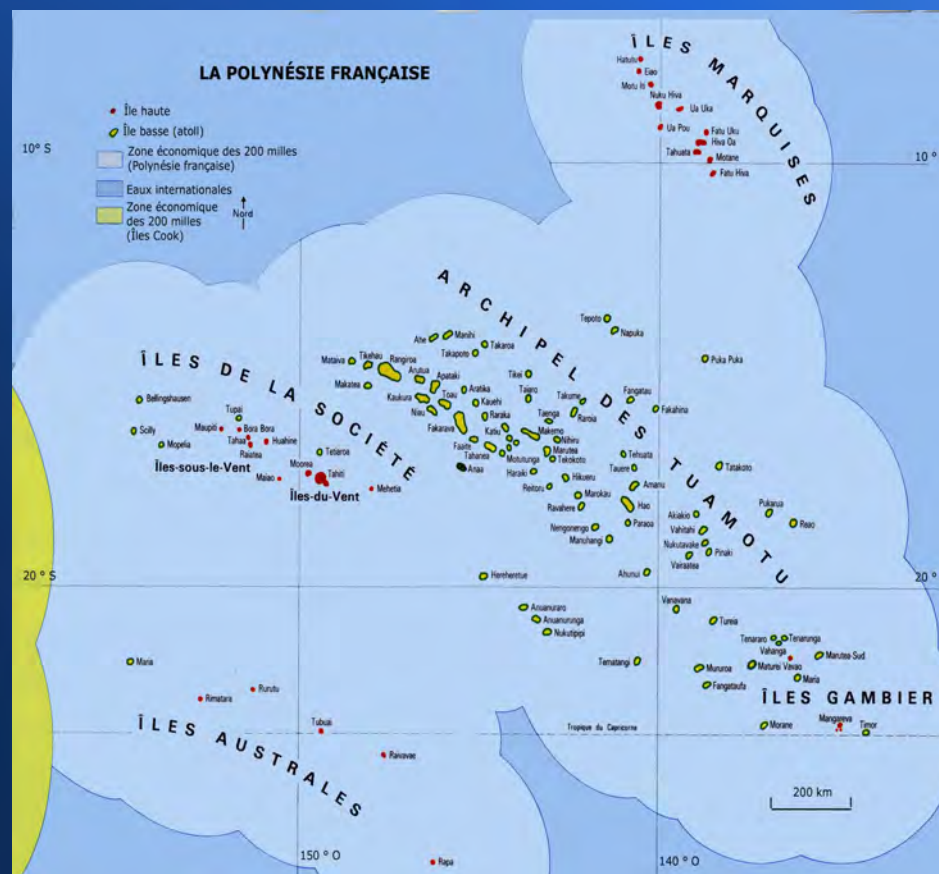 LA POLYNÉSIE FRANÇAISE
Île haute
Île basse (atoll)
Zone économique des 200 milles
(Polynésie française)
Eaux internationales
Zone économique
des 200 milles
(Îles Cook)
Nord
ÎLES MARQUISES
Hatutu
Eiao
Motu Iti
Nuku Hiva
Ua Uka
Ua Pou
Fatu Uku
Hiva Oa
Tahuata
Motane
Fatu Hiva
10° S
10°
ARCHIPEL DES TUAMOTU
Tepoto
Napuka
Puka Puka
Ahe
Manihi
Takaroa
Takapoto
Mataiva
Tikehau
Rangiroa
Arutua
Apataki
Makatea
Kaukura
Toau
Niau
Aratika
Kauehi
Raraka
Fakarava
Katiu
Faaite
Tahanea
Anaa
Motutunga
Haraiki
Reitoru
Tikei
Taiaro
Takume
Raroia
Taenga
Makemo
Nihiru
Marutea
Tekokoto
Hikueru
Marokau
Ravahere
Nengonengo
Manuhangi
Fangatau
Fakahina
Tehuata
Tauere
Amanu
Hao
Paraoa
Tatakoto
Pukarua
Reao
Akiakio
Vahitahi
Nukutavake
Pinaki
Vairaatea
Ahunui
ÎLES DE LA SOCIÉTÉ
Bellingshausen
Scilly
Mopelia
Tupai
Maupiti
Bora Bora
Tahaa
Raiatea
Huahine
Îles-sous-le-Vent
Maiao
Tetiaroa
Moorea
Tahiti
Îles-du-Vent
Mehetia
20° S
20°
Hereheretue
Anuanuraro
Anuanurunga
Nukutipipi
Tematangi
Vanavana
Tureia
Tenararo
Tenarunga
Vahanga
Marutea-Sud
Mururoa
Maturei Vavao
Maria
Fangataufa
ÎLES GAMBIER
Morane
Mangareva
Timor
Tropique du Capricorne
200 km
Maria
Rimatara
Rurutu
Tubuai
Raivavae
Rapa
ÎLES AUSTRALES
150° O
140° O